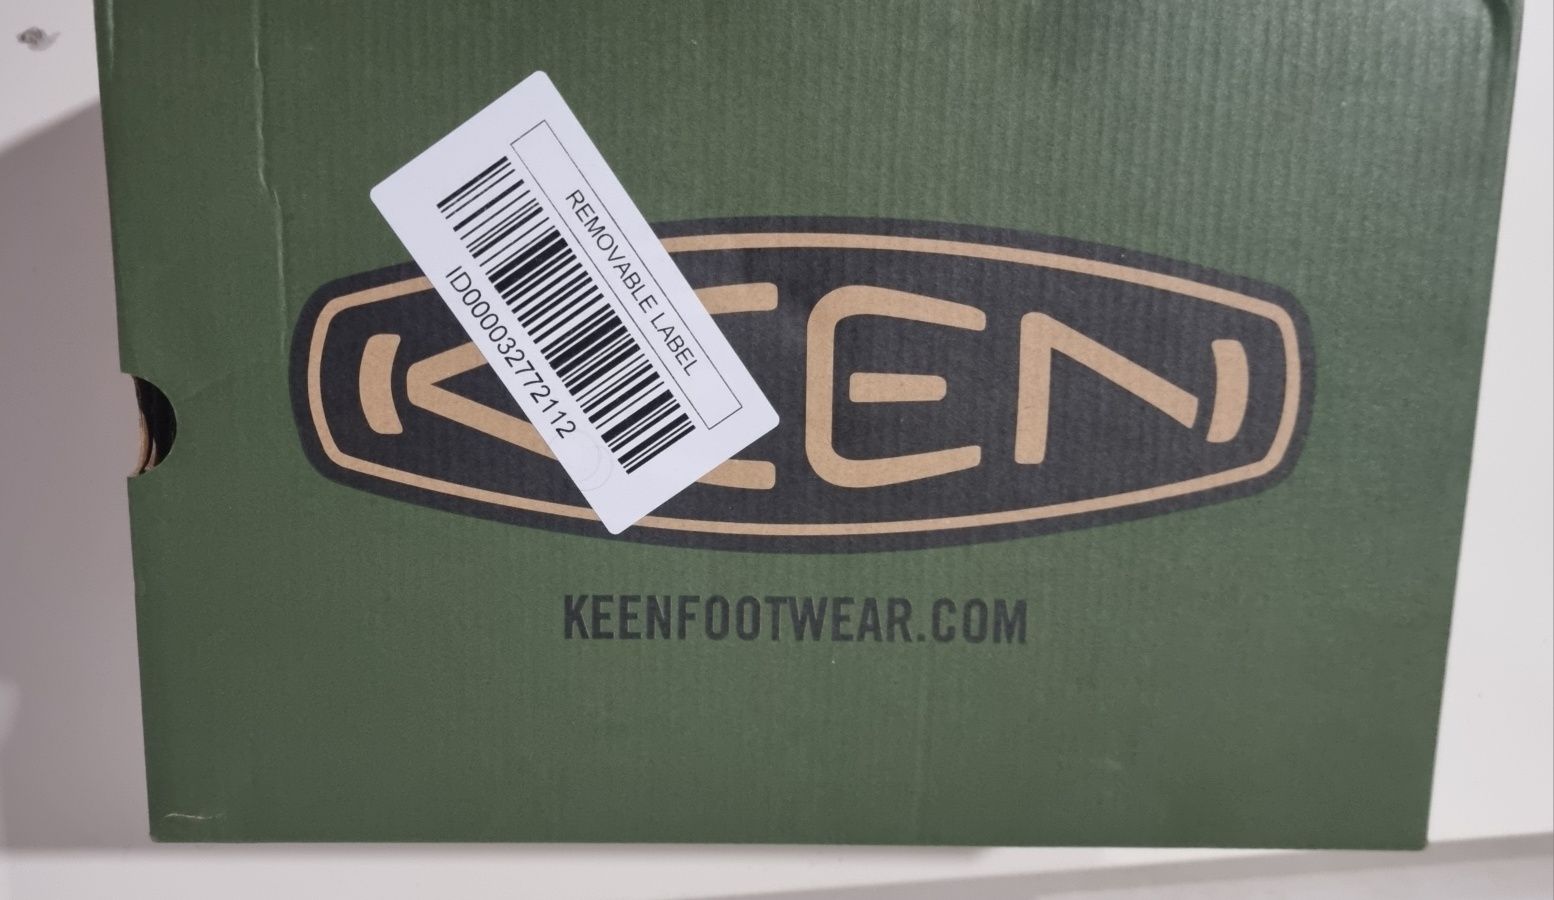 REMOVABLE LABEL
ID000032772112
KEEN
KEENFOOTWEAR.COM